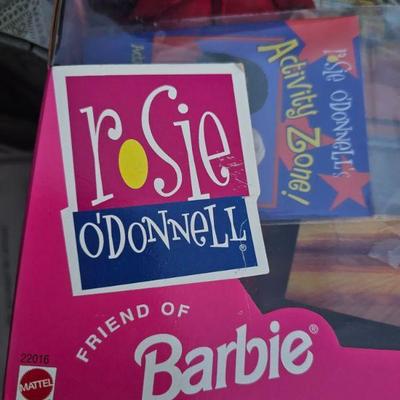 rosie
O'DONNELL®
FRIEND OF
Barbie®
22016
MATTEL
rosie O'DONNELL'S
Activity Zone!